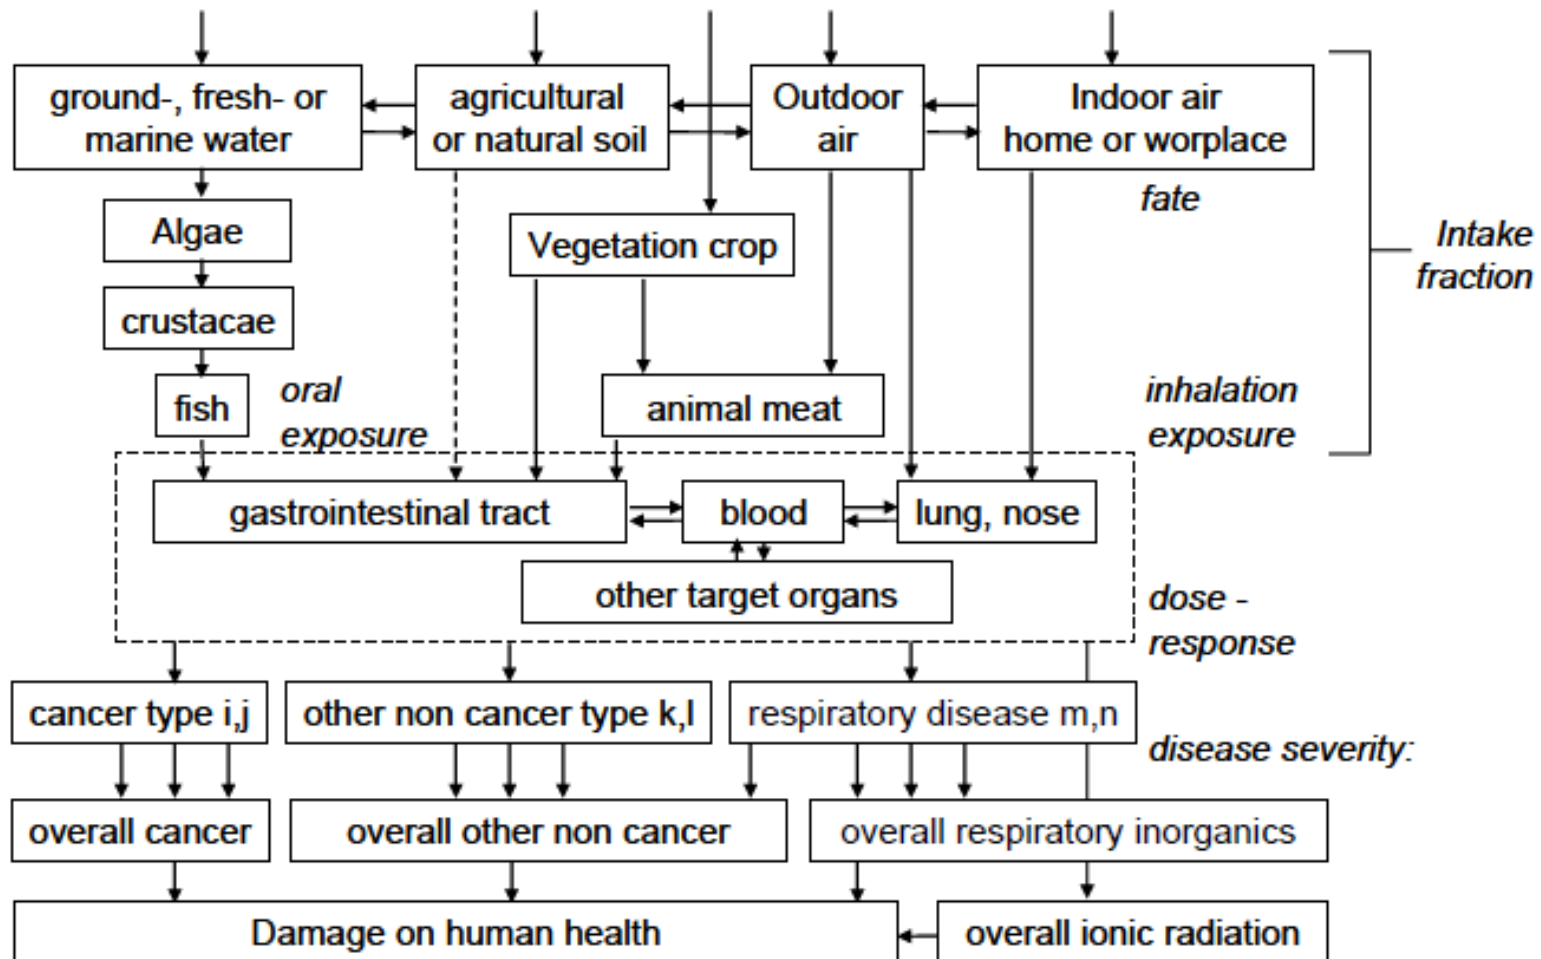 ground-, fresh- or
marine water
agricultural
or natural soil
Outdoor
air
Indoor air
home or worplace
fate
Intake
fraction
Algae
Vegetation crop
crustacae
fish
oral
exposure
animal meat
inhalation
exposure
gastrointestinal tract
blood
lung, nose
other target organs
dose -
response
cancer type i,j
other non cancer type k,l
respiratory disease m,n
disease severity:
overall cancer
overall other non cancer
overall respiratory inorganics
Damage on human health
overall ionic radiation